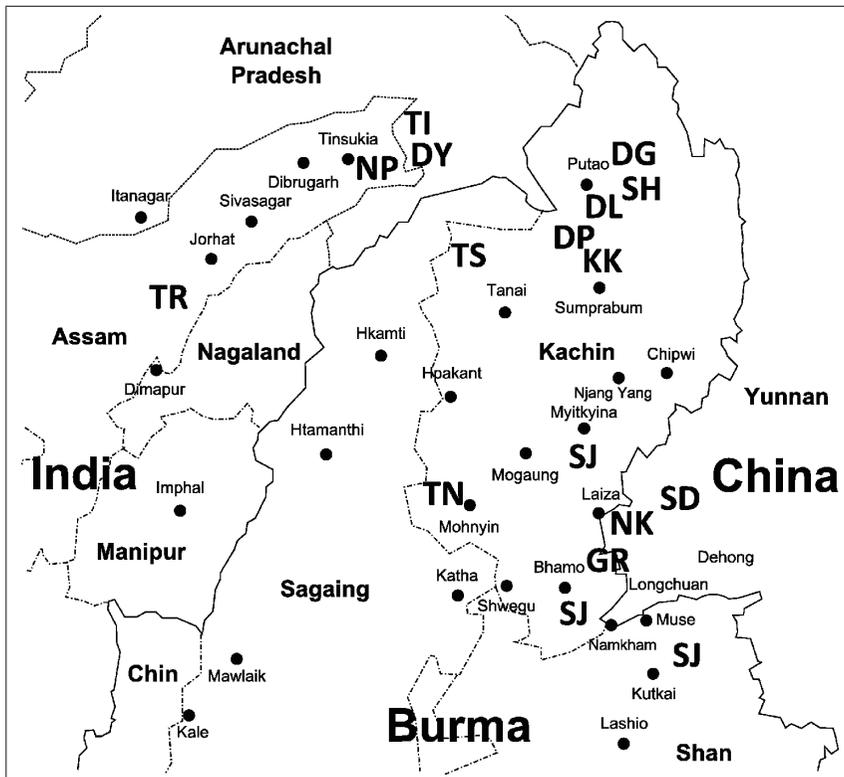 Arunachal
Pradesh
TI
Tinsukia
DY
DG
Putao
NP
Dibrugarh
SH
Itanagar
Sivasagar
DL
Jorhat
DP
TS
KK
TR
Tanai
Sumprabum
Assam
Hkamti
Nagaland
Kachin
Chipwi
Dimapur
Hpakant
Njang Yang
Yunnan
Myitkyina
Htamanthi
SJ
India
Mogaung
China
Imphal
TN
Laiza
SD
Mohnyin
NK
Manipur
GR
Dehong
Sagaing
Katha
Bhamo
Longchuan
Shwegu
SJ
Muse
Namkham
Chin
SJ
Mawlaik
Kutkai
Kale
Burma
Lashio
Shan